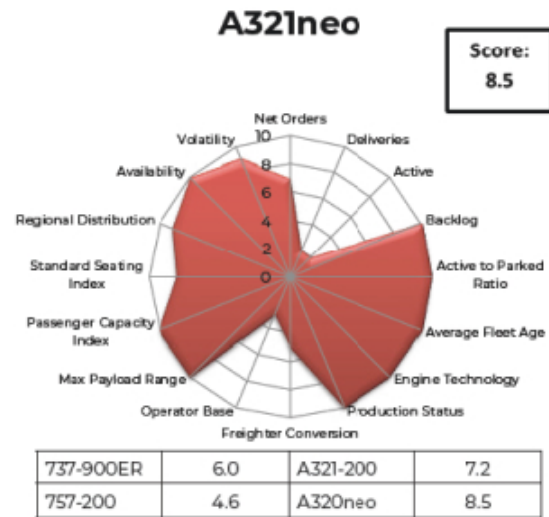 A321neo
Score:
8.5
Net Orders
Volatility
10
Deliveries
Availability
8
Active
6
Regional Distribution
4
Backlog
2
Standard Seating
Index
0
Active to Parked
Ratio
Passenger Capacity
Index
Average Fleet Age
Max Payload Range
Engine Technology
Operator Base
Production Status
Freighter Conversion
737-900ER 6.0 A321-200 7.2
757-200 4.6 A320neo 8.5